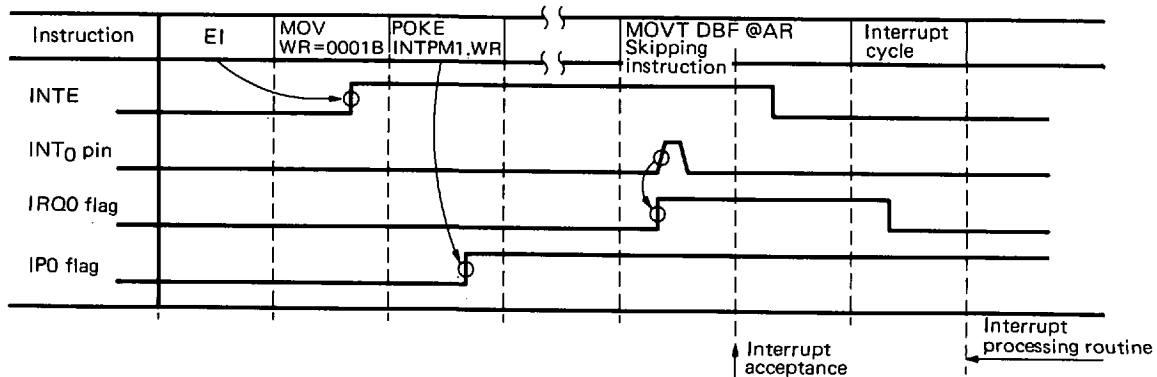 Instruction
EI
MOV
WR=0001B
POKE
INTPM1,WR
MOVT DBF @AR
Skipping
instruction
Interrupt
cycle
INTE
INT0 pin
IRQ0 flag
IP0 flag
Interrupt
acceptance
Interrupt
processing routine